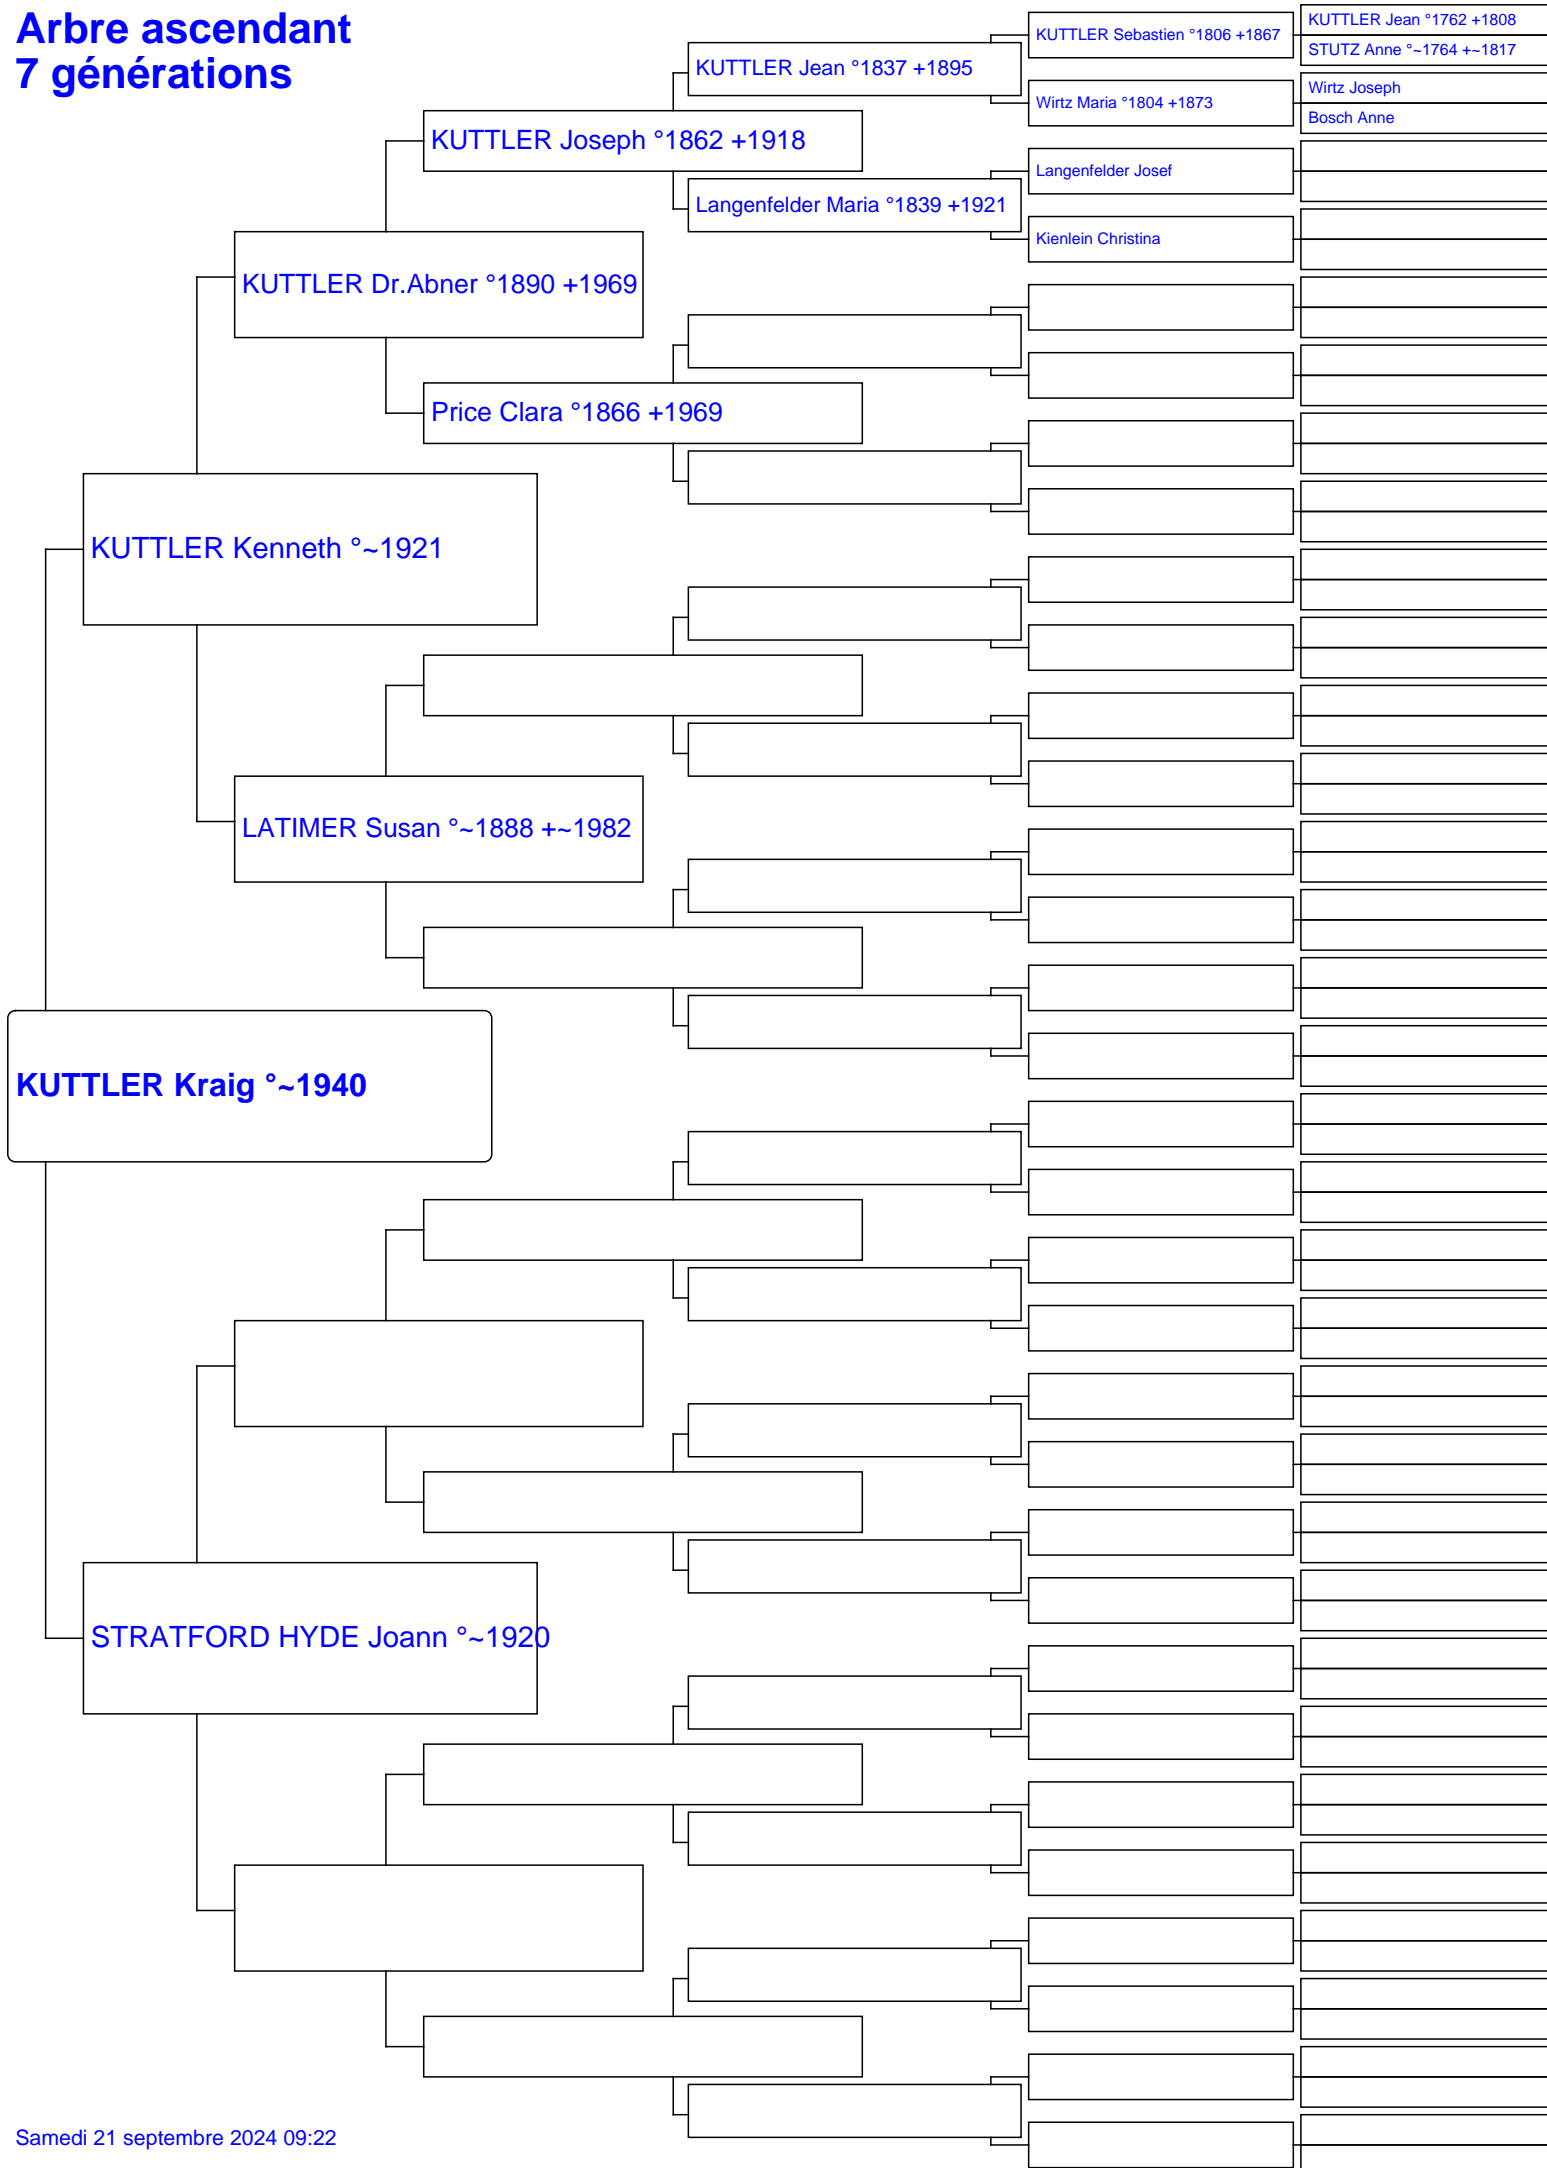 Arbre ascendant
7 générations
KUTTLER Jean °1762 +1808
KUTTLER Sebastien °1806 +1867
STUTZ Anne °~1764 +~1817
KUTTLER Jean °1837 +1895
Wirtz Joseph
Wirtz Maria °1804 +1873
Bosch Anne
KUTTLER Joseph °1862 +1918
Langenfelder Josef
Langenfelder Maria °1839 +1921
Kienlein Christina
KUTTLER Dr.Abner °1890 +1969
Price Clara °1866 +1969
KUTTLER Kenneth °~1921
LATIMER Susan °~1888 +~1982
KUTTLER Kraig °~1940
STRATFORD HYDE Joann °~1920
Samedi 21 septembre 2024 09:22